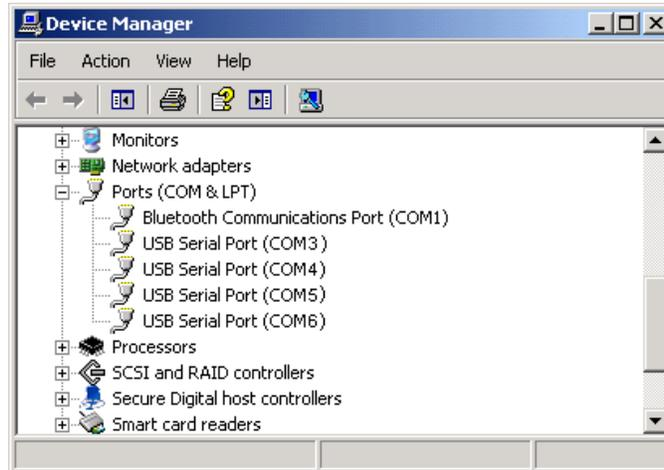 Device Manager
File Action View Help
Monitors
Network adapters
Ports (COM & LPT)
Bluetooth Communications Port (COM1)
USB Serial Port (COM3)
USB Serial Port (COM4)
USB Serial Port (COM5)
USB Serial Port (COM6)
Processors
SCSI and RAID controllers
Secure Digital host controllers
Smart card readers